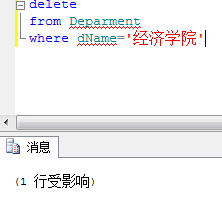 delete
from Deparment
where dName='经济学院'
消息
(1 行受影响)